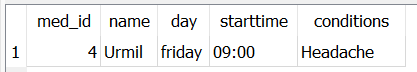 med_id name day starttime conditions
1 4 Urmil friday 09:00 Headache